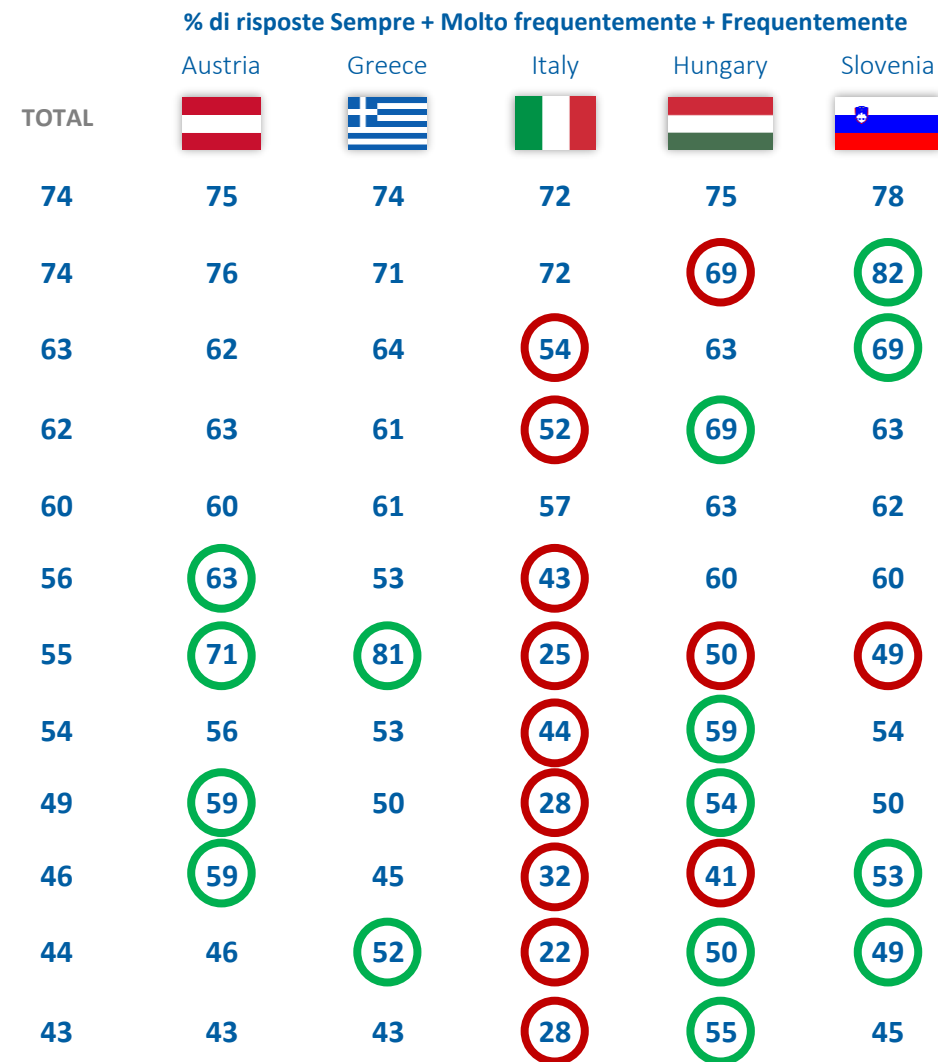 % di risposte Sempre + Molto frequentemente + Frequentemente
Austria Greece Italy Hungary Slovenia
TOTAL
74 75 74 72 75 78
74 76 71 72 69 82
63 62 64 54 63 69
62 63 61 52 69 63
60 60 61 57 63 62
56 63 53 43 60 60
55 71 81 25 50 49
54 56 53 44 59 54
49 59 50 28 54 50
46 59 45 32 41 53
44 46 52 22 50 49
43 43 43 28 55 45